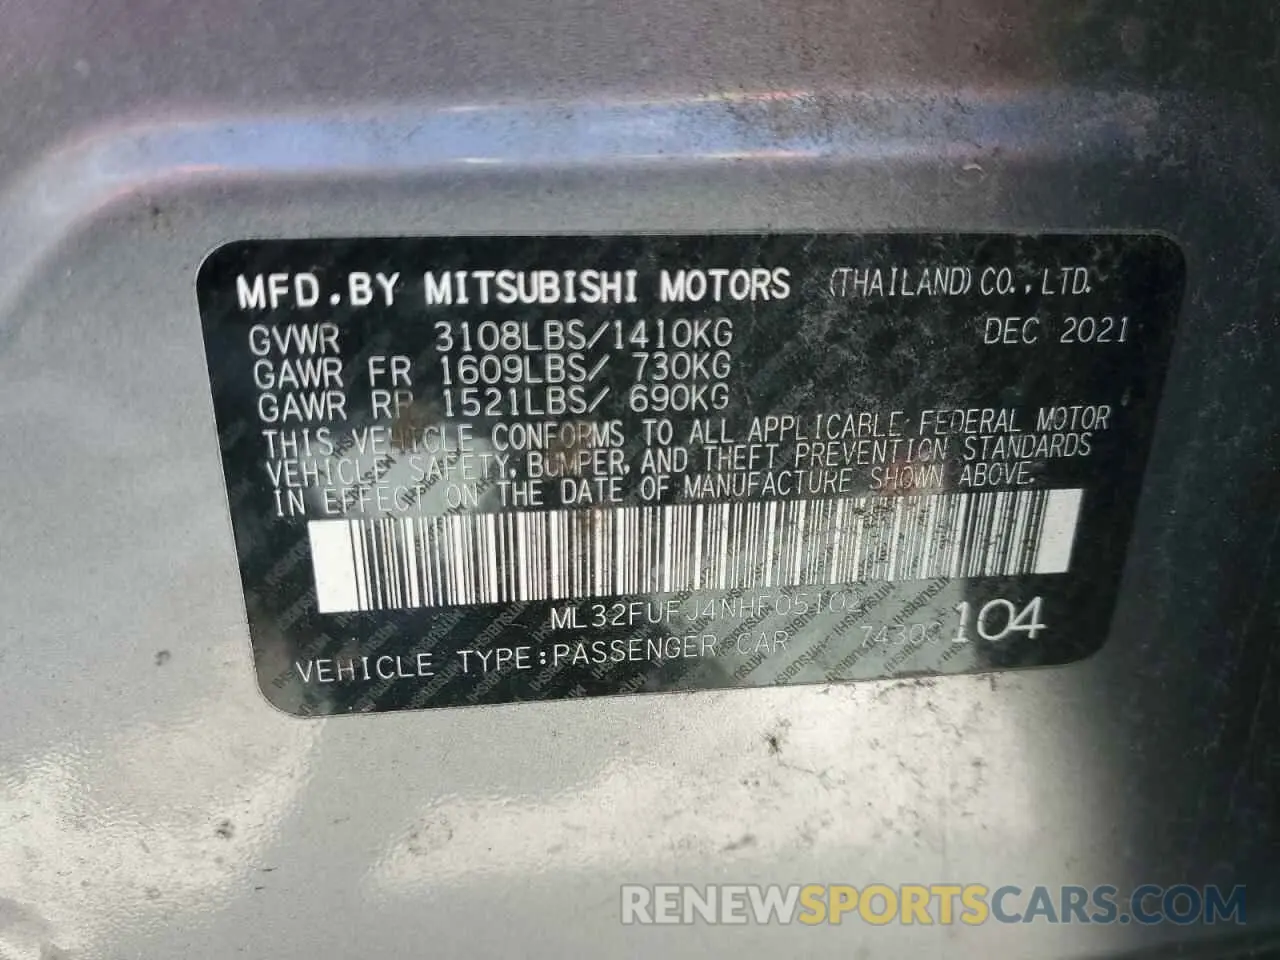 MFD.BY MITSUBISHI MOTORS (THAILAND) CO., LTD.
GVWR 3108LBS/1410KG DEC 2021
GAWR FR 1609LBS/ 730KG
GAWR RR 1521LBS/ 690KG
THIS VEHICLE CONFORMS TO ALL APPLICABLE FEDERAL MOTOR
VEHICLE SAFETY, BUMPER, AND THEFT PREVENTION STANDARDS
IN EFFECT ON THE DATE OF MANUFACTURE SHOWN ABOVE.
ML32FUFJ4NHF05102
VEHICLE TYPE:PASSENGER CAR 104
RENEWSPORTSCARS.COM